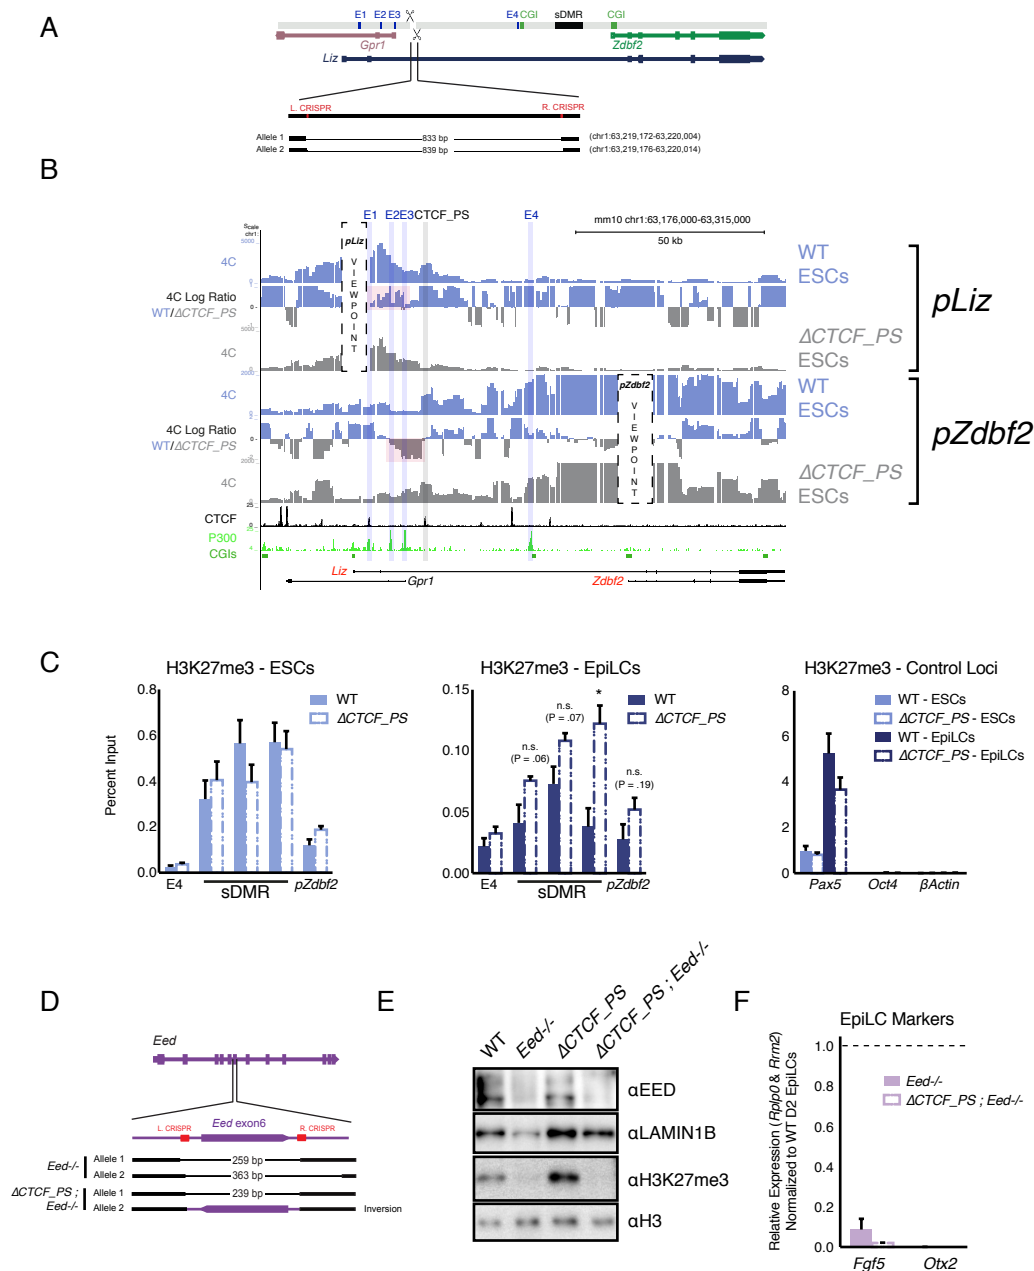 A
E1 E2 E3 E4 CGI sDMR CGI
Gpr1 Zdbf2
Liz
L. CRISPR R. CRISPR
Allele 1 833 bp (chr1:63,219,172-63,220,004)
Allele 2 839 bp (chr1:63,219,176-63,220,014)
B
E1 E2E3CTCF_PS E4 mm10 chr1:63,176,000-63,315,000
50 kb
Scale
chr1:
5000
4C
pLiz
VIEWPOINT
WT
ESCs
4C Log Ratio
WT/ΔCTCF_PS
pLiz
5000
4C
ΔCTCF_PS
ESCs
2000
4C
pZdbf2
VIEWPOINT
WT
ESCs
4C Log Ratio
WT/ΔCTCF_PS
pZdbf2
2000
4C
ΔCTCF_PS
ESCs
25
CTCF
0
P300
CGIs
Liz Gpr1 Zdbf2
C
H3K27me3 - ESCs
Percent Input
0.8
0.6
0.4
0.2
0
WT
ΔCTCF_PS
E4 sDMR pZdbf2
H3K27me3 - EpiLCs
0.15
0.10
0.05
0.00
WT
ΔCTCF_PS
n.s.
(P = .06)
n.s.
(P = .07)
*
n.s.
(P = .19)
E4 sDMR pZdbf2
H3K27me3 - Control Loci
8
6
4
2
0
WT - ESCs
ΔCTCF_PS - ESCs
WT - EpiLCs
ΔCTCF_PS - EpiLCs
Pax5 Oct4 βActin
D
Eed
L. CRISPR Eed exon6 R. CRISPR
Eed-/- Allele 1 259 bp
Allele 2 363 bp
ΔCTCF_PS ;
Eed-/- Allele 1 239 bp
Allele 2 Inversion
E
WT Eed-/- ΔCTCF_PS ΔCTCF_PS ; Eed-/-
αEED
αLAMIN1B
αH3K27me3
αH3
F
EpiLC Markers
Relative Expression (Rplp0 & Rrm2)
Normalized to WT D2 EpiLCs
1.0
0.8
0.6
0.4
0.2
0.0
Eed-/-
ΔCTCF_PS ; Eed-/-
Fgf5 Otx2